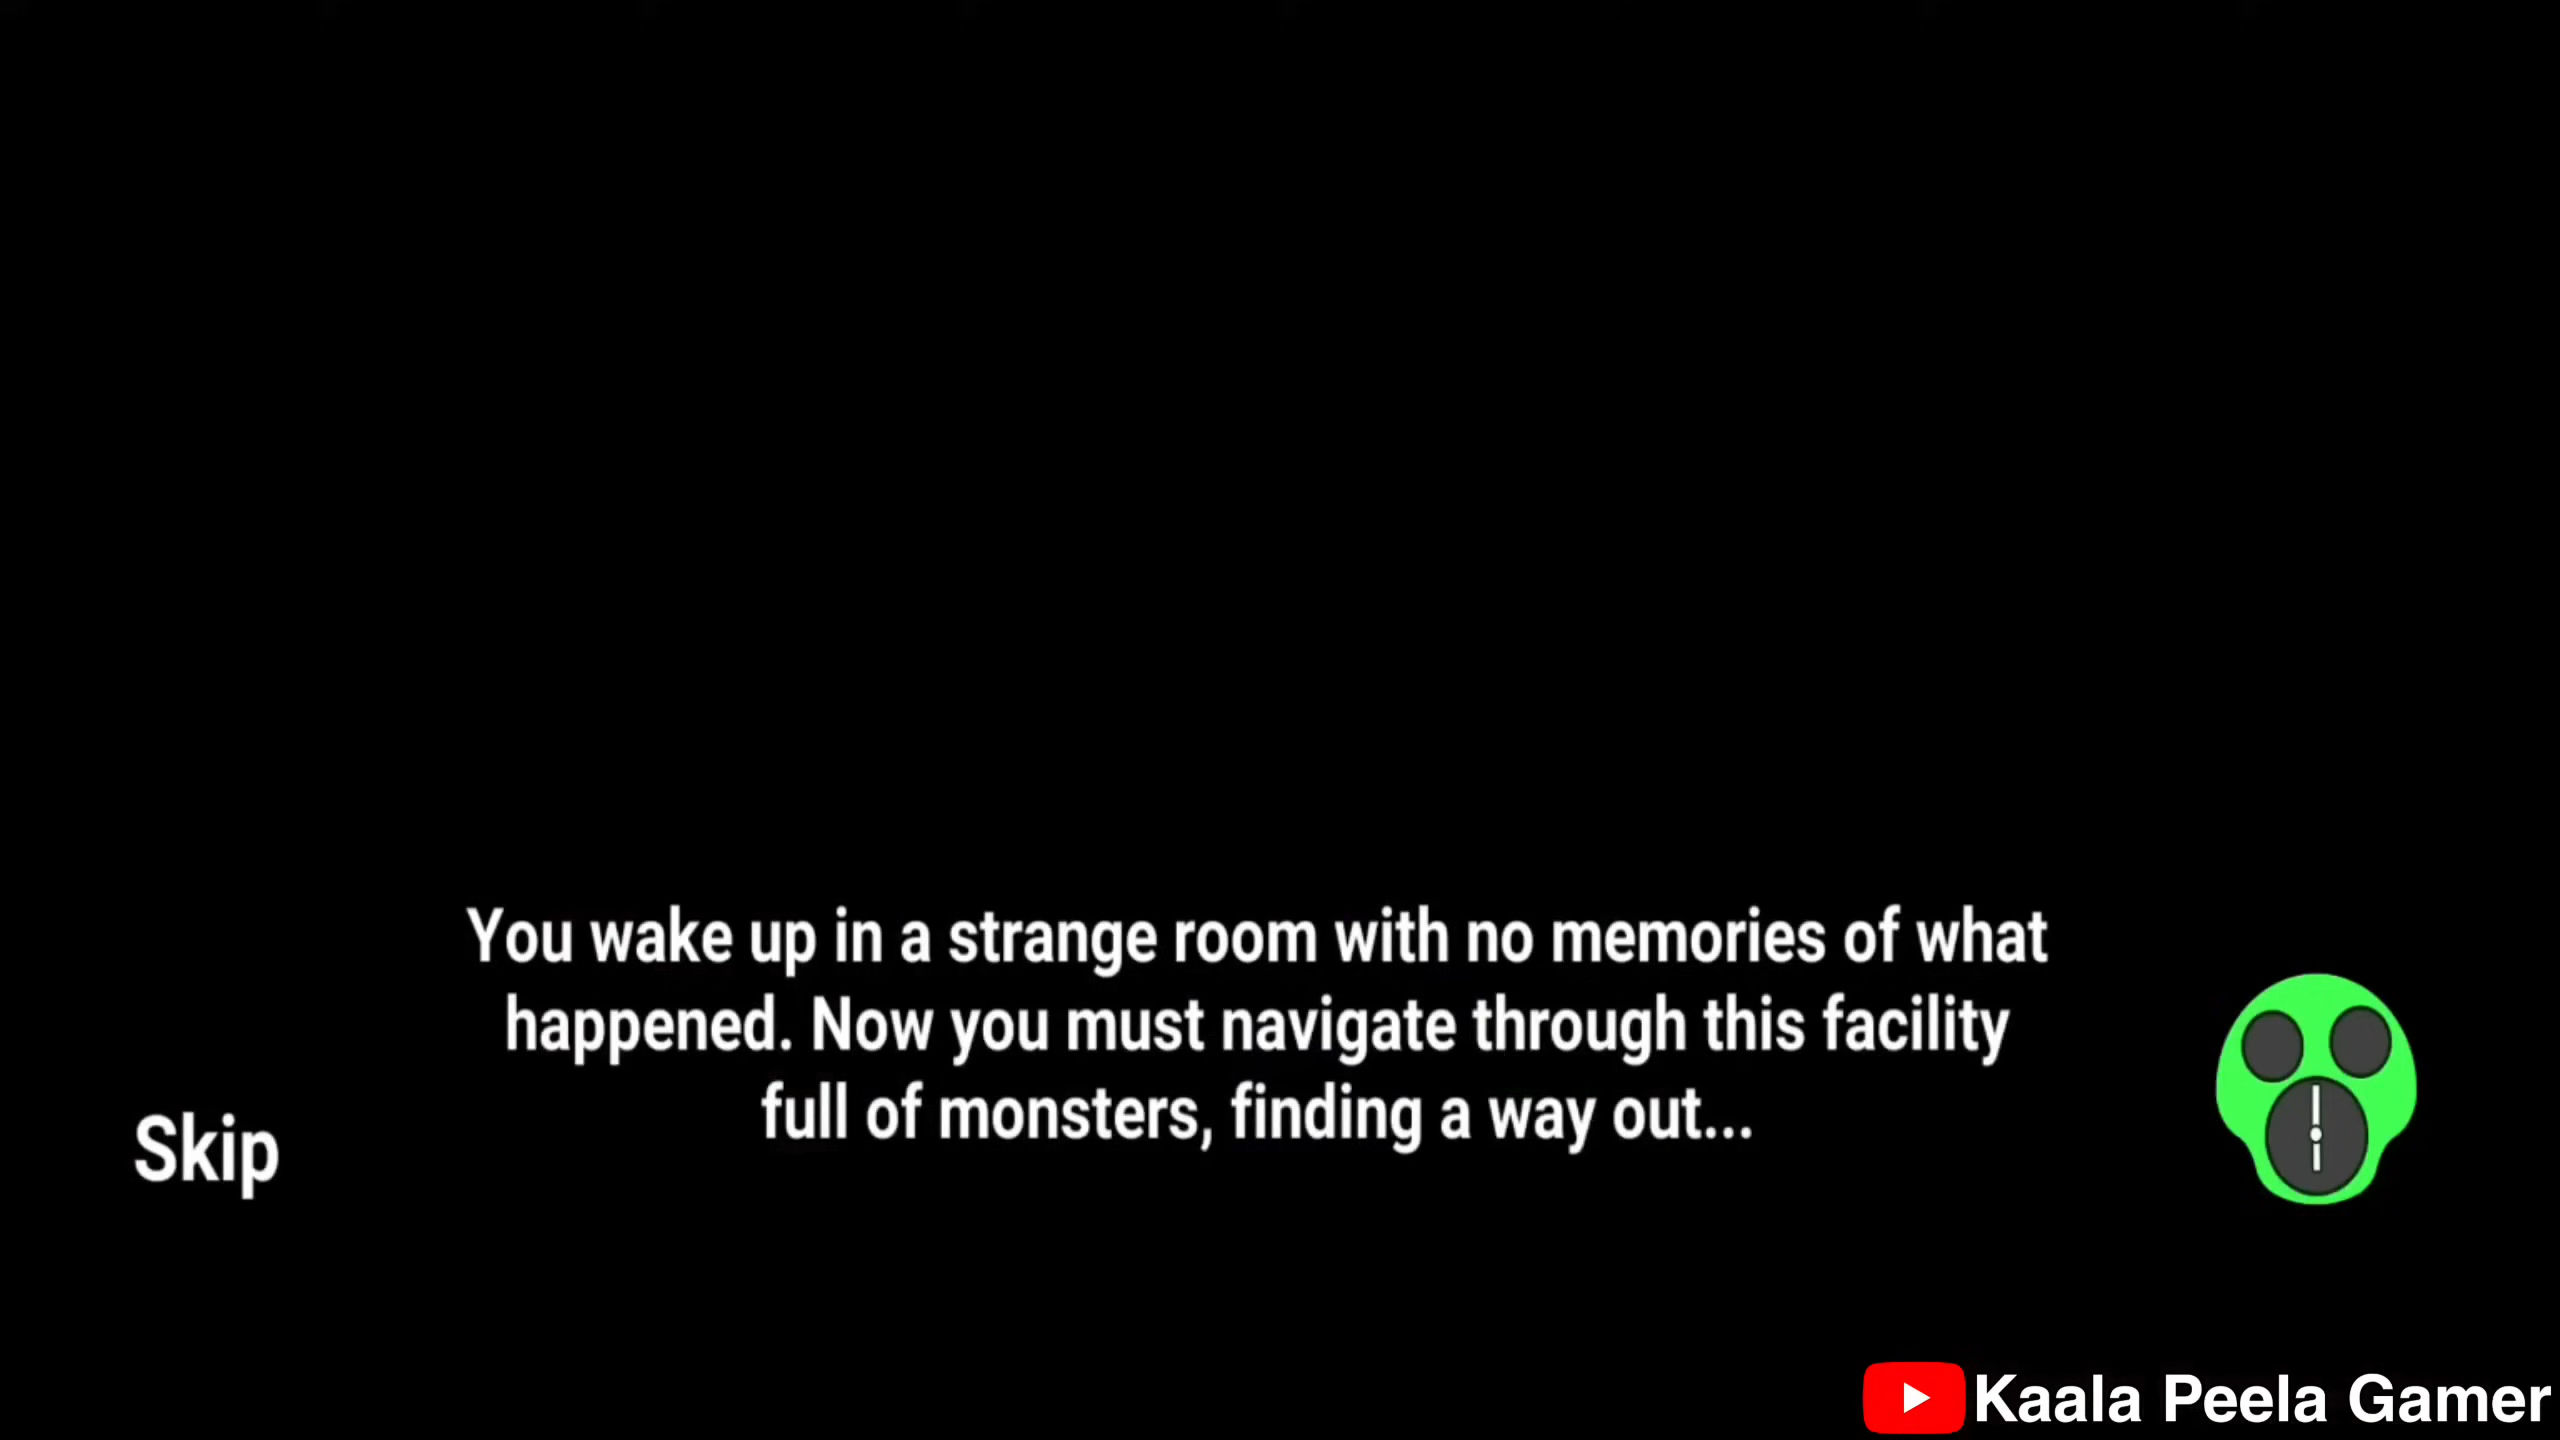 You wake up in a strange room with no memories of what
happened. Now you must navigate through this facility
full of monsters, finding a way out...
Skip
Kaala Peela Gamer